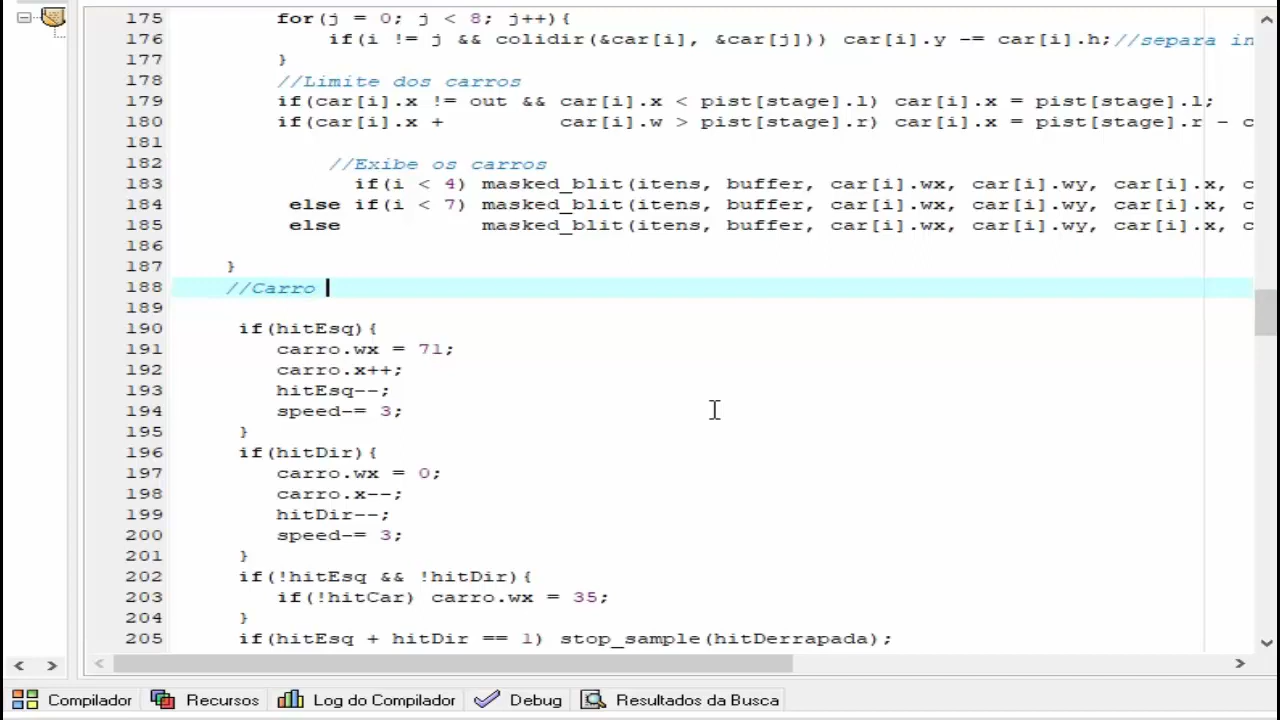 175 for(j = 0; j < 8; j++){
176 if(i != j && colidir(&car[i], &car[j])) car[i].y -= car[i].h;//separa in
177 }
178 //Limite dos carros
179 if(car[i].x != out && car[i].x < pist[stage].l) car[i].x = pist[stage].l;
180 if(car[i].x + car[i].w > pist[stage].r) car[i].x = pist[stage].r - c
181
182 //Exibe os carros
183 if(i < 4) masked_blit(itens, buffer, car[i].wx, car[i].wy, car[i].x, c
184 else if(i < 7) masked_blit(itens, buffer, car[i].wx, car[i].wy, car[i].x, c
185 else masked_blit(itens, buffer, car[i].wx, car[i].wy, car[i].x, c
186
187 }
188 //Carro
189
190 if(hitEsq){
191 carro.wx = 71;
192 carro.x++;
193 hitEsq--;
194 speed-= 3;
195 }
196 if(hitDir){
197 carro.wx = 0;
198 carro.x--;
199 hitDir--;
200 speed-= 3;
201 }
202 if(!hitEsq && !hitDir){
203 if(!hitCar) carro.wx = 35;
204 }
205 if(hitEsq + hitDir == 1) stop_sample(hitDerrapada);
Compilador Recursos Log do Compilador Debug Resultados da Busca